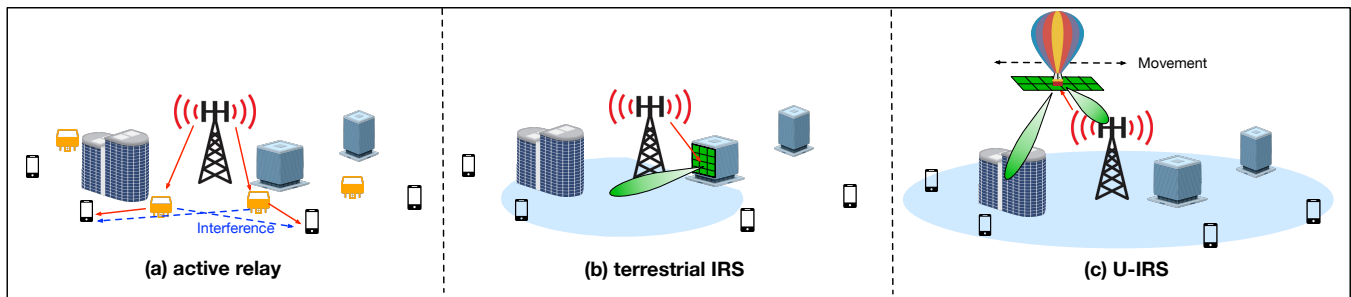 Movement
Interference
(a) active relay
(b) terrestrial IRS
(c) U-IRS